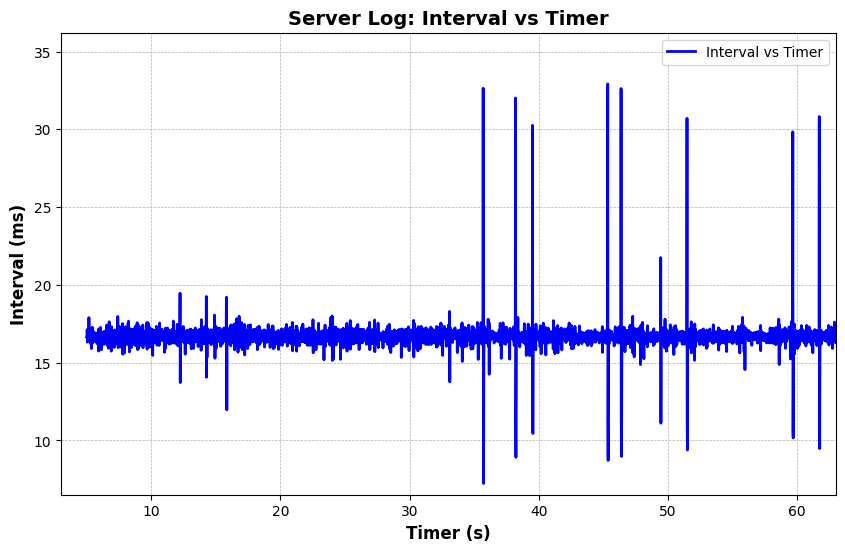 Server Log: Interval vs Timer
Interval vs Timer
35
30
25
20
15
10
Interval (ms)
10 20 30 40 50 60
Timer (s)